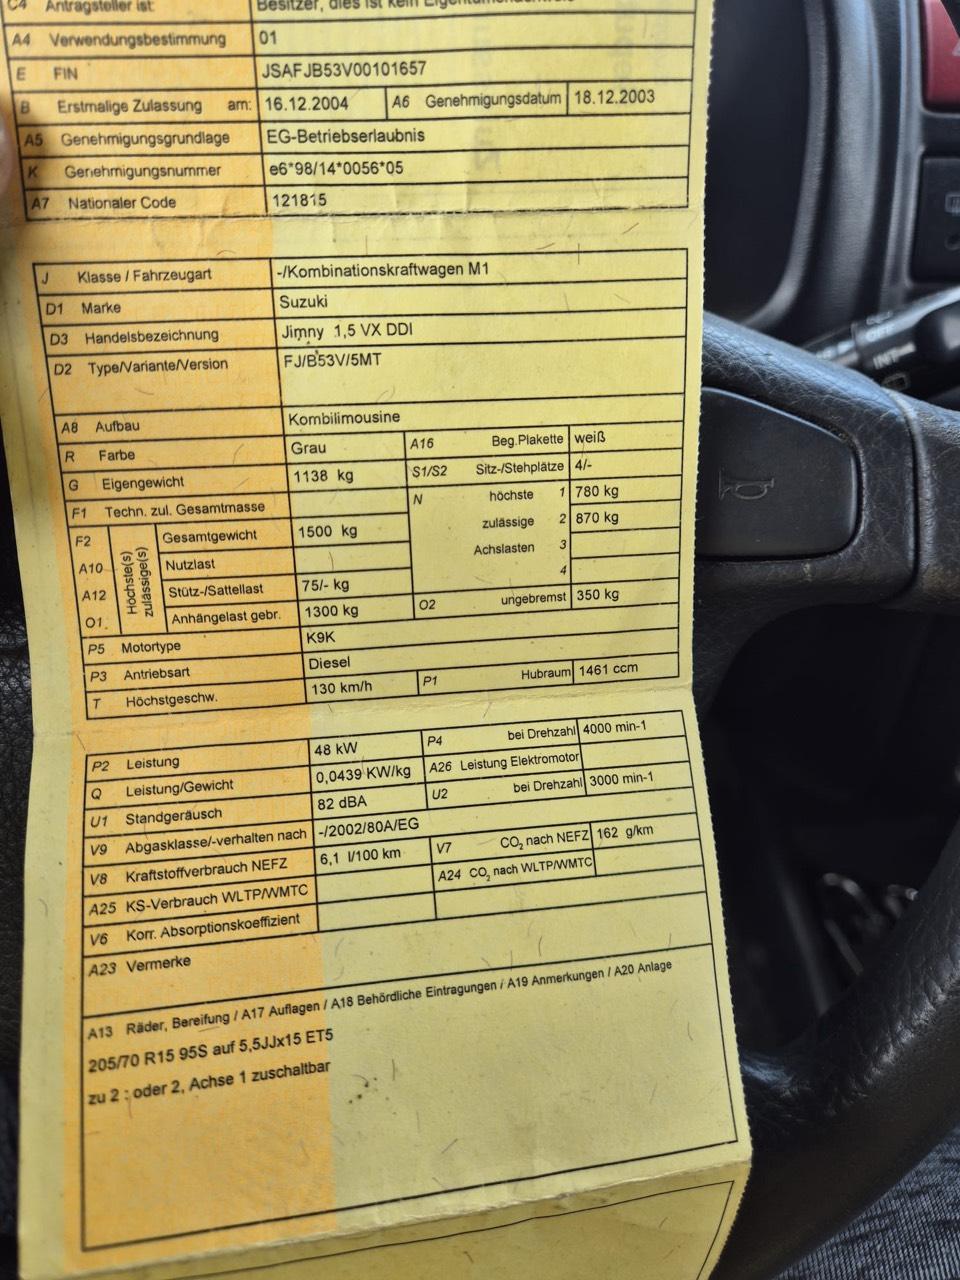 C4 Antragsteller ist: Besitzer, dies ist kein Eigentumsnachweis
A4 Verwendungsbestimmung 01
E FIN JSAFJB53V00101657
B Erstmalige Zulassung am: 16.12.2004 A6 Genehmigungsdatum 18.12.2003
A5 Genehmigungsgrundlage EG-Betriebserlaubnis
K Genehmigungsnummer e6*98/14*0056*05
A7 Nationaler Code 121815
J Klasse / Fahrzeugart -/Kombinationskraftwagen M1
D1 Marke Suzuki
D3 Handelsbezeichnung Jimny 1,5 VX DDI
D2 Type/Variante/Version FJ/B53V/5MT
A8 Aufbau Kombilimousine
R Farbe Grau A16 Beg.Plakette weiß
G Eigengewicht 1138 kg S1/S2 Sitz-/Stehplätze 4/-
F1 Techn. zul. Gesamtmasse N höchste 1 780 kg
F2 Höchste(s) zulässige(s) Gesamtgewicht 1500 kg zulässige 2 870 kg
A10 Nutzlast Achslasten 3
A12 Stütz-/Sattellast 75/- kg 4
O1 Anhängelast gebr. 1300 kg O2 ungebremst 350 kg
P5 Motortype K9K
P3 Antriebsart Diesel
T Höchstgeschw. 130 km/h P1 Hubraum 1461 ccm
P2 Leistung 48 kW P4 bei Drehzahl 4000 min-1
Q Leistung/Gewicht 0,0439 KW/kg A26 Leistung Elektromotor
U1 Standgeräusch 82 dBA U2 bei Drehzahl 3000 min-1
V9 Abgasklasse/-verhalten nach -/2002/80A/EG
V8 Kraftstoffverbrauch NEFZ 6,1 l/100 km V7 CO2 nach NEFZ 162 g/km
A25 KS-Verbrauch WLTP/WMTC A24 CO2 nach WLTP/WMTC
V6 Korr. Absorptionskoeffizient
A23 Vermerke
A13 Räder, Bereifung / A17 Auflagen / A18 Behördliche Eintragungen / A19 Anmerkungen / A20 Anlage
205/70 R15 95S auf 5,5JJx15 ET5
zu 2 : oder 2, Achse 1 zuschaltbar
INT